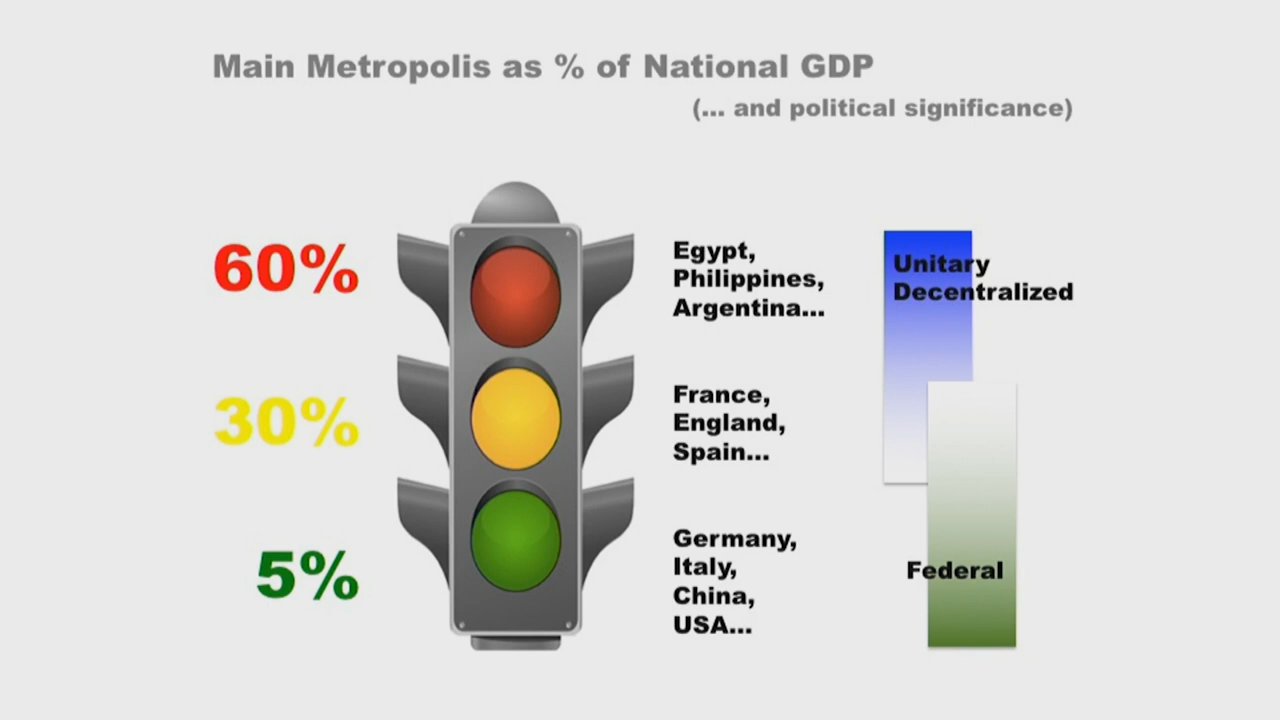 Main Metropolis as % of National GDP
(... and political significance)
60%
Egypt,
Philippines,
Argentina...
Unitary
Decentralized
30%
France,
England,
Spain...
5%
Germany,
Italy,
China,
USA...
Federal